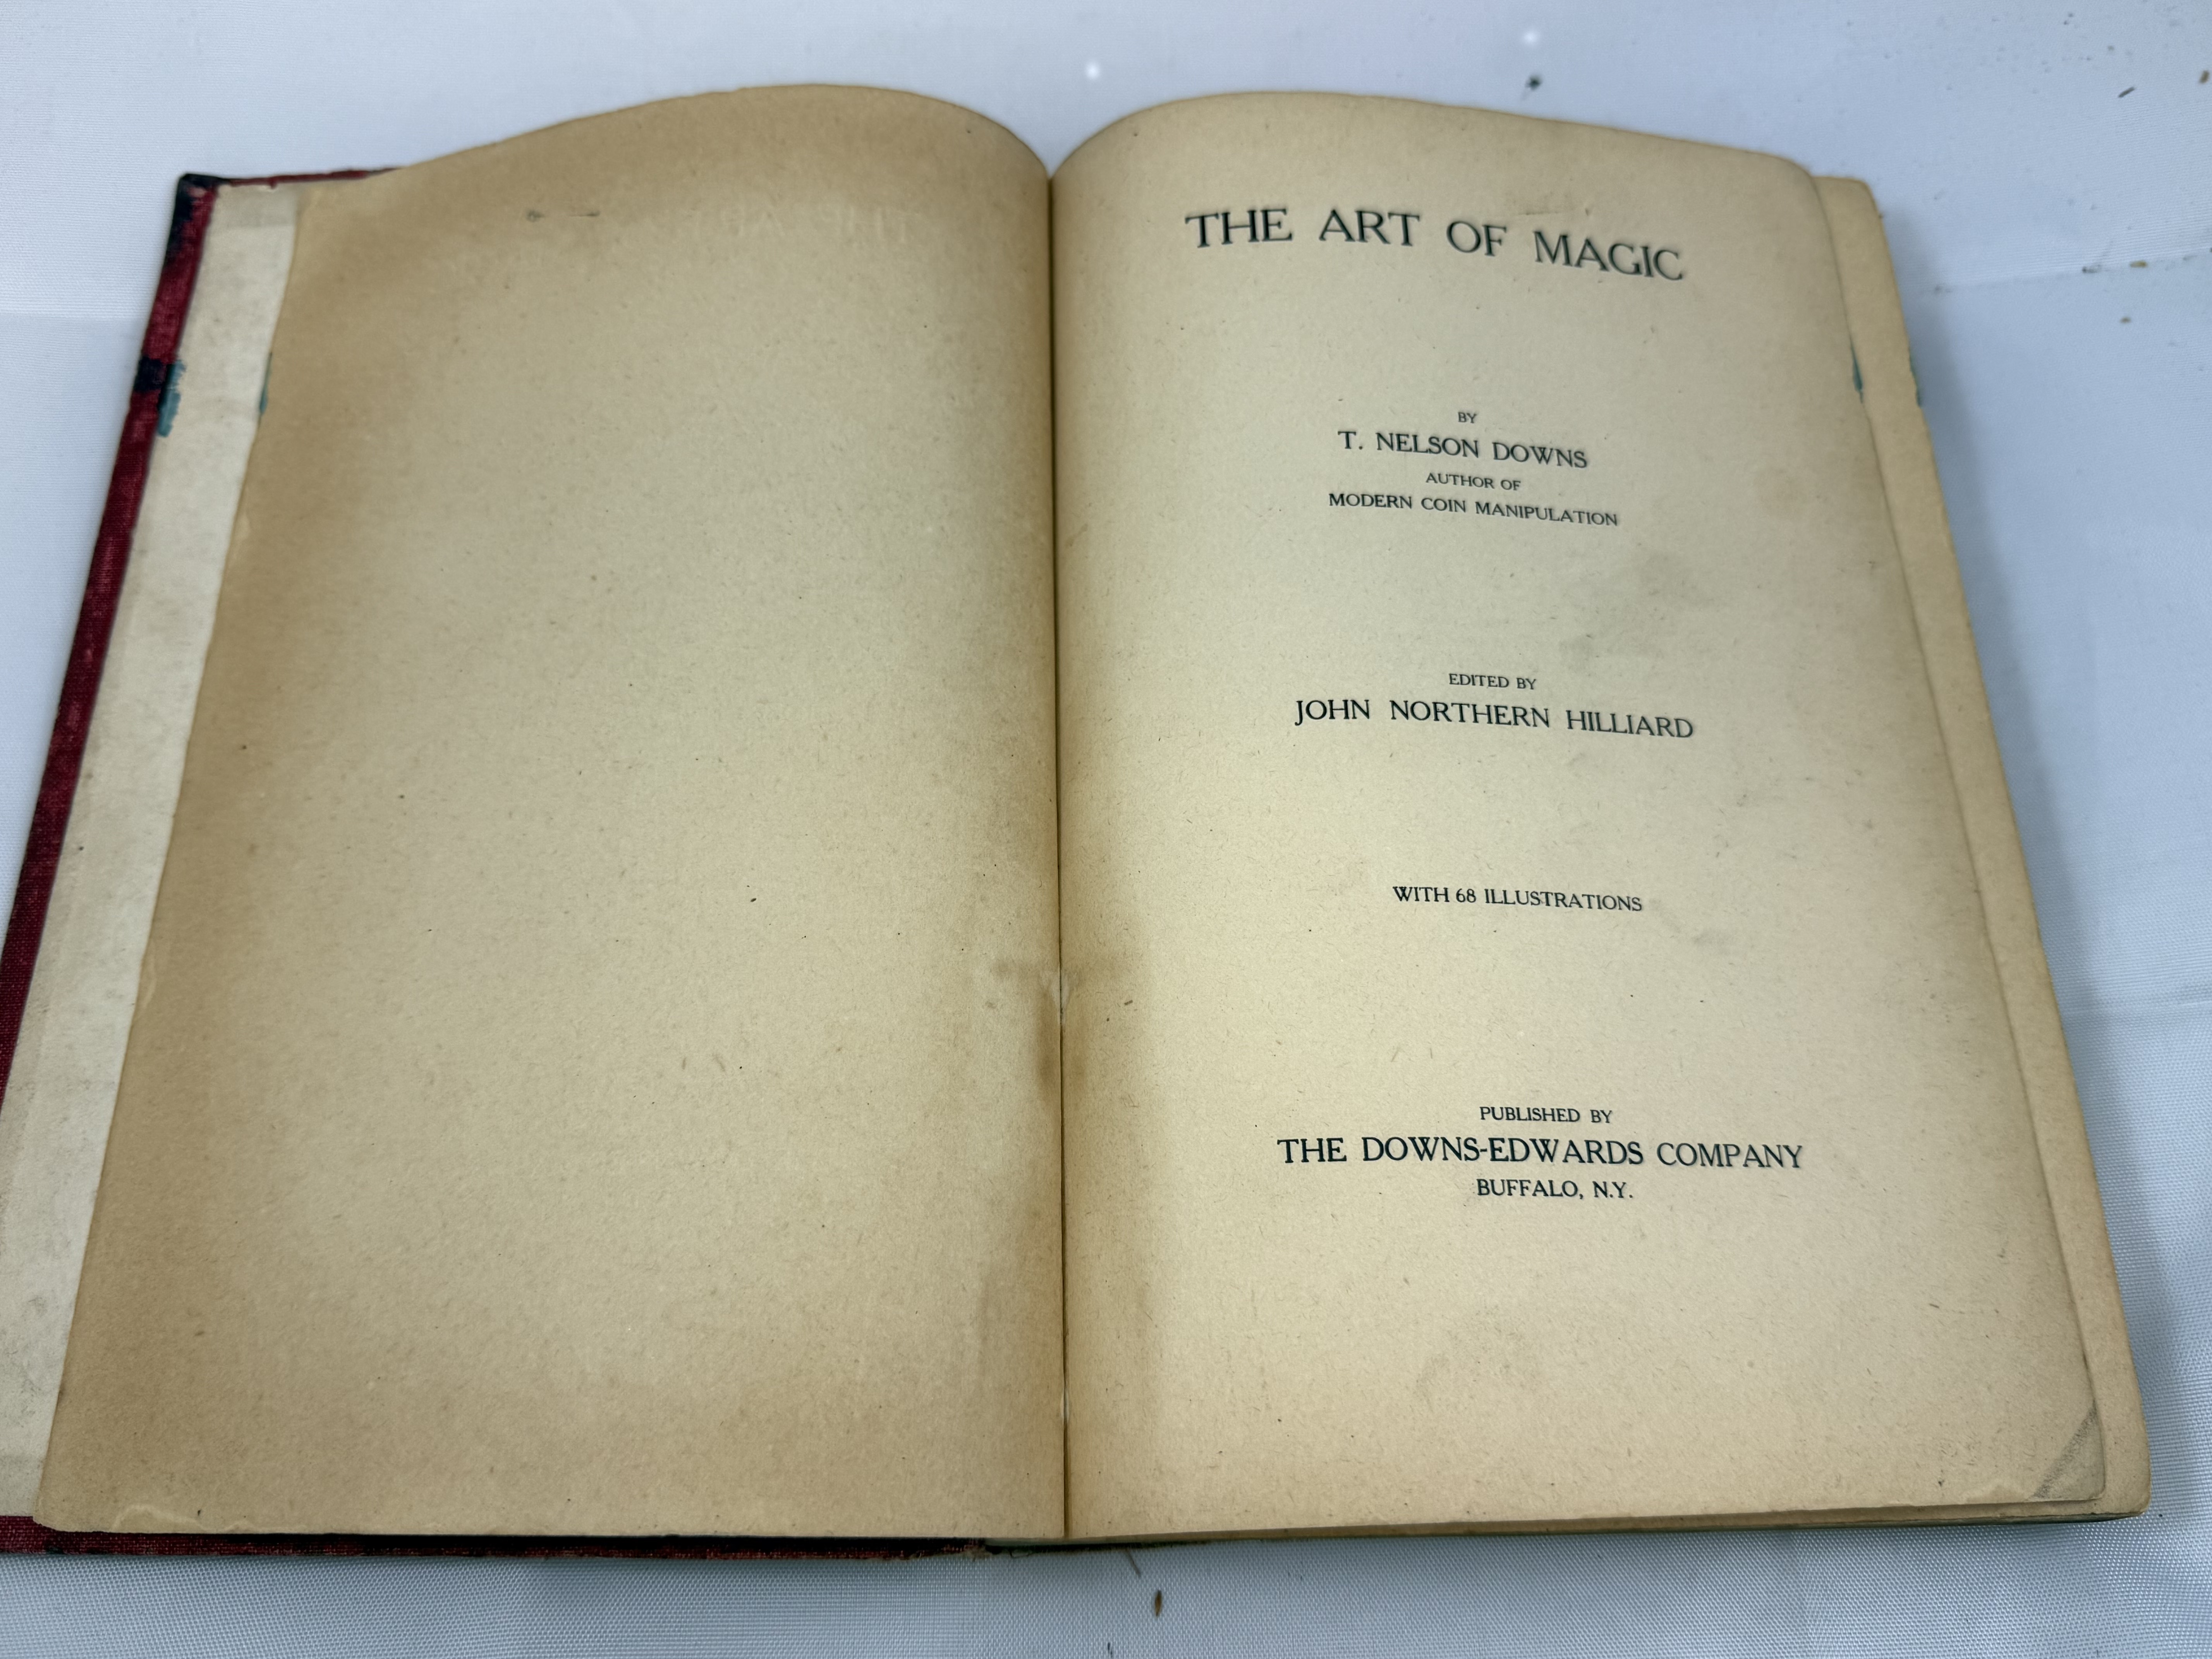 THE ART OF MAGIC
BY
T. NELSON DOWNS
AUTHOR OF
MODERN COIN MANIPULATION
EDITED BY
JOHN NORTHERN HILLIARD
WITH 68 ILLUSTRATIONS
PUBLISHED BY
THE DOWNS-EDWARDS COMPANY
BUFFALO, N.Y.